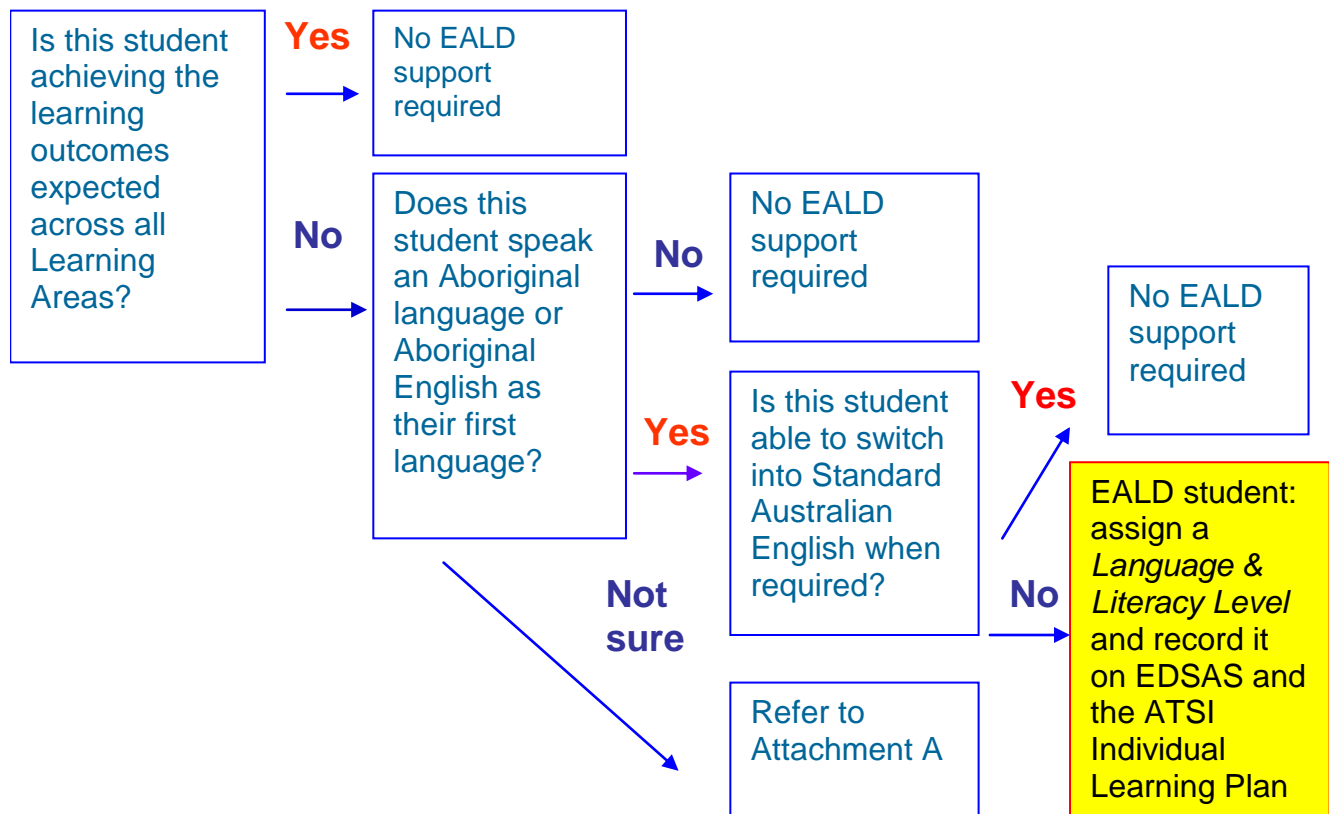 Is this student
achieving the
learning
outcomes
expected
across all
Learning
Areas?
Yes
No EALD
support
required
No
Does this
student speak
an Aboriginal
language or
Aboriginal
English as
their first
language?
No
No EALD
support
required
Yes
Is this student
able to switch
into Standard
Australian
English when
required?
Yes
No EALD
support
required
No
EALD student:
assign a
Language &
Literacy Level
and record it
on EDSAS and
the ATSI
Individual
Learning Plan
Not
sure
Refer to
Attachment A